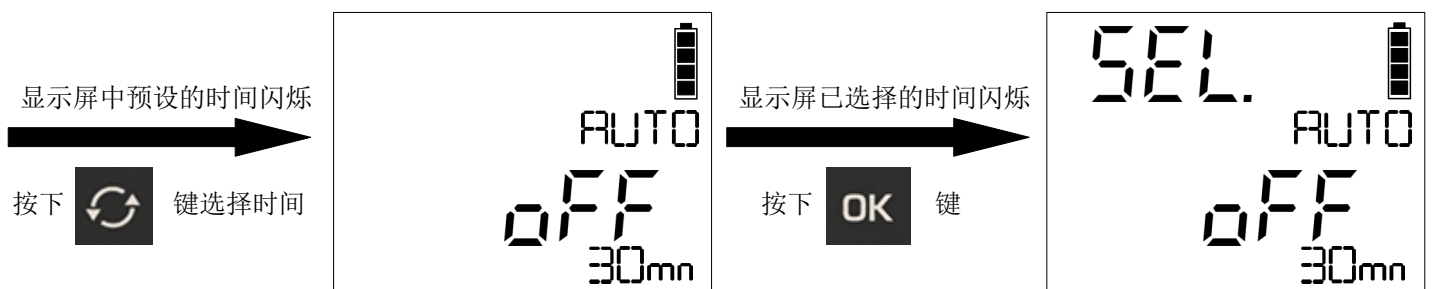 显示屏中预设的时间闪烁
按下 键选择时间
AUTO
oFF
30mn
显示屏已选择的时间闪烁
按下 OK 键
SEL.
AUTO
oFF
30mn